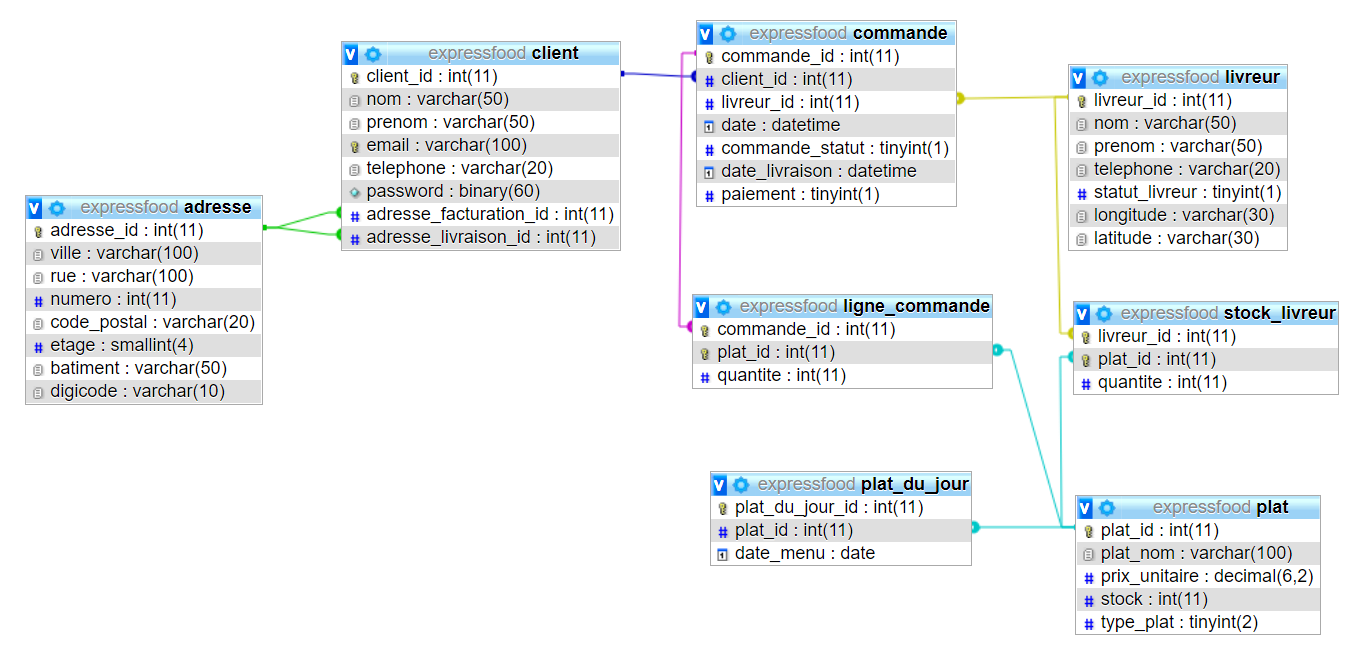 expressfood adresse
adresse_id : int(11)
ville : varchar(100)
rue : varchar(100)
numero : int(11)
code_postal : varchar(20)
etage : smallint(4)
batiment : varchar(50)
digicode : varchar(10)
expressfood client
client_id : int(11)
nom : varchar(50)
prenom : varchar(50)
email : varchar(100)
telephone : varchar(20)
password : binary(60)
adresse_facturation_id : int(11)
adresse_livraison_id : int(11)
expressfood commande
commande_id : int(11)
client_id : int(11)
livreur_id : int(11)
date : datetime
commande_statut : tinyint(1)
date_livraison : datetime
paiement : tinyint(1)
expressfood livreur
livreur_id : int(11)
nom : varchar(50)
prenom : varchar(50)
telephone : varchar(20)
statut_livreur : tinyint(1)
longitude : varchar(30)
latitude : varchar(30)
expressfood ligne_commande
commande_id : int(11)
plat_id : int(11)
quantite : int(11)
expressfood stock_livreur
livreur_id : int(11)
plat_id : int(11)
quantite : int(11)
expressfood plat_du_jour
plat_du_jour_id : int(11)
plat_id : int(11)
date_menu : date
expressfood plat
plat_id : int(11)
plat_nom : varchar(100)
prix_unitaire : decimal(6,2)
stock : int(11)
type_plat : tinyint(2)